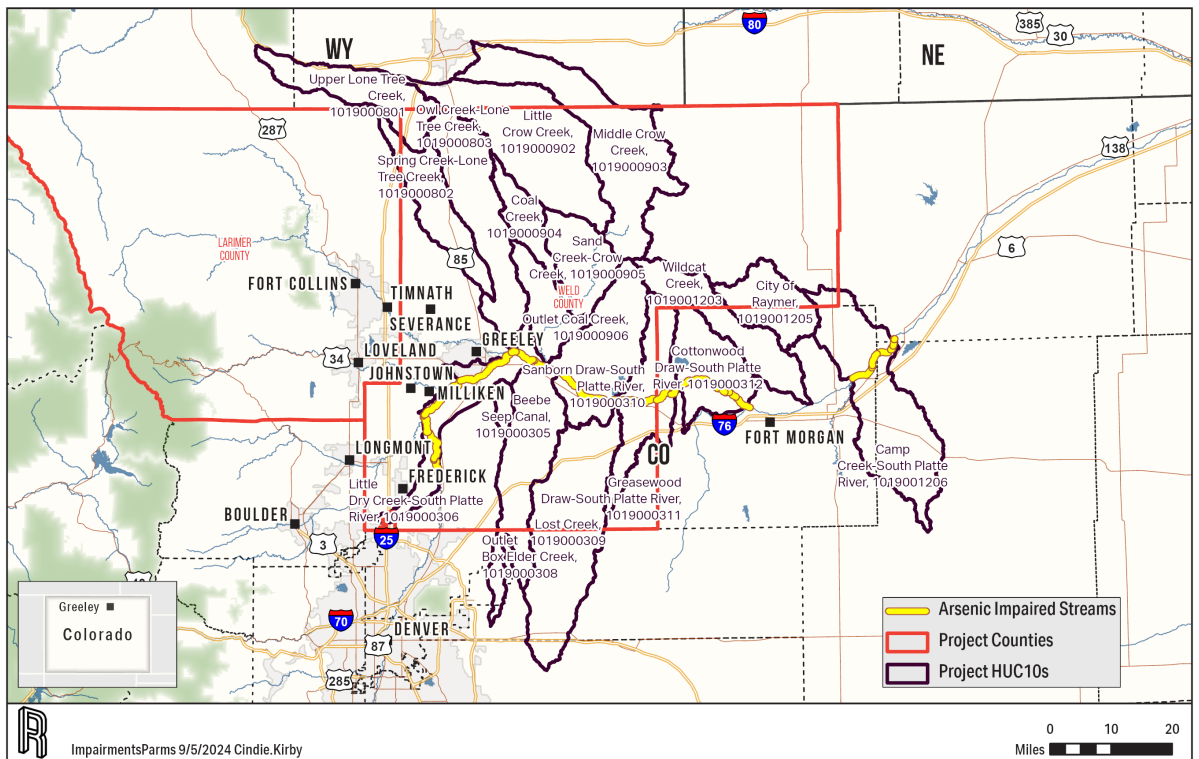 WY
80
385
30
NE
Upper Lone Tree
Creek,
1019000801
Owl Creek-Lone
Tree Creek,
1019000803
Little
Crow Creek,
1019000902
Middle Crow
Creek,
1019000903
287
138
Spring Creek-Lone
Tree Creek,
1019000802
Coal
Creek,
1019000904
LARIMER
COUNTY
85
Sand
Creek-Crow
Creek, 1019000905
6
Wildcat
Creek,
1019001203
City of
Raymer,
1019001205
FORT COLLINS
TIMNATH
SEVERANCE
WELD
COUNTY
Outlet Coal Creek,
1019000906
34
LOVELAND
GREELEY
JOHNSTOWN
MILLIKEN
Sanborn Draw-South
Platte River,
1019000310
Cottonwood
Draw-South Platte
River, 1019000312
Beebe
Seep Canal,
1019000305
76
FORT MORGAN
CO
LONGMONT
FREDERICK
Camp
Creek-South Platte
River, 1019001206
Little
Dry Creek-South Platte
River, 1019000306
Greasewood
Draw-South Platte River,
1019000311
BOULDER
25
3
Lost Creek,
1019000309
Outlet
Box Elder Creek,
1019000308
Greeley
Colorado
70
DENVER
87
285
Arsenic Impaired Streams
Project Counties
Project HUC10s
ImpairmentsParms 9/5/2024 Cindie.Kirby
0 10 20
Miles